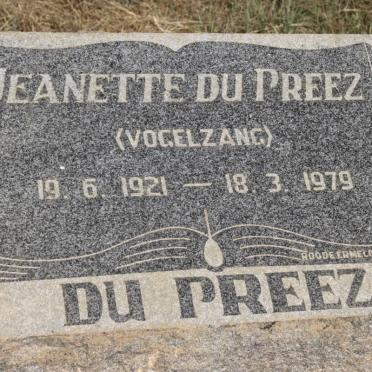 JEANETTE DU PREEZ
(VOGELZANG)
19. 6. 1921 — 18. 3. 1979
DU PREEZ